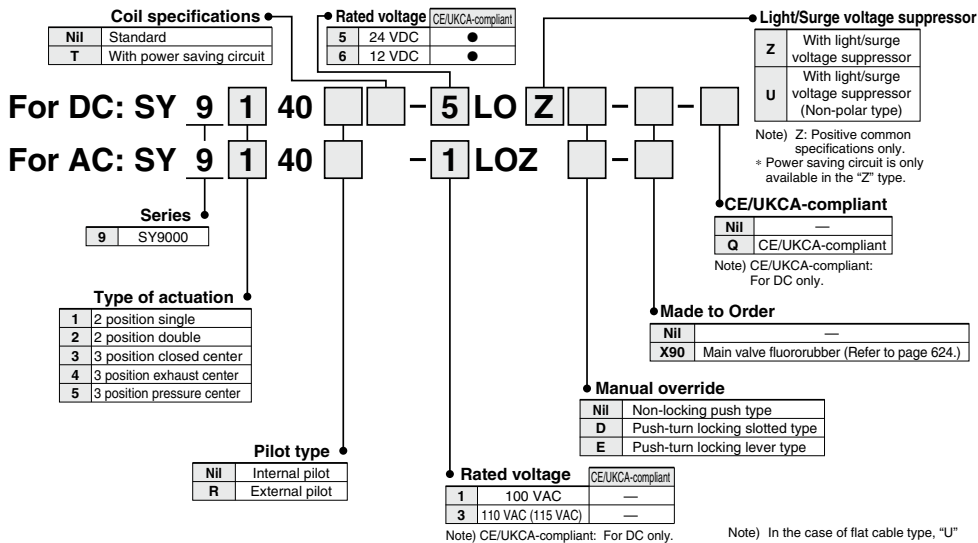 Coil specifications
Nil Standard
T With power saving circuit
Rated voltage CE/UKCA-compliant
5 24 VDC ●
6 12 VDC ●
Light/Surge voltage suppressor
Z With light/surge
voltage suppressor
U With light/surge
voltage suppressor
(Non-polar type)
Note) Z: Positive common
specifications only.
* Power saving circuit is only
available in the “Z” type.
For DC: SY 9 1 40 - 5 LO Z - -
For AC: SY 9 1 40 - 1 LOZ -
Series
9 SY9000
Type of actuation
1 2 position single
2 2 position double
3 3 position closed center
4 3 position exhaust center
5 3 position pressure center
Pilot type
Nil Internal pilot
R External pilot
Rated voltage CE/UKCA-compliant
1 100 VAC —
3 110 VAC (115 VAC) —
Note) CE/UKCA-compliant: For DC only.
Manual override
Nil Non-locking push type
D Push-turn locking slotted type
E Push-turn locking lever type
Made to Order
Nil —
X90 Main valve fluororubber (Refer to page 624.)
CE/UKCA-compliant
Nil —
Q CE/UKCA-compliant
Note) CE/UKCA-compliant:
For DC only.
Note) In the case of flat cable type, “U”